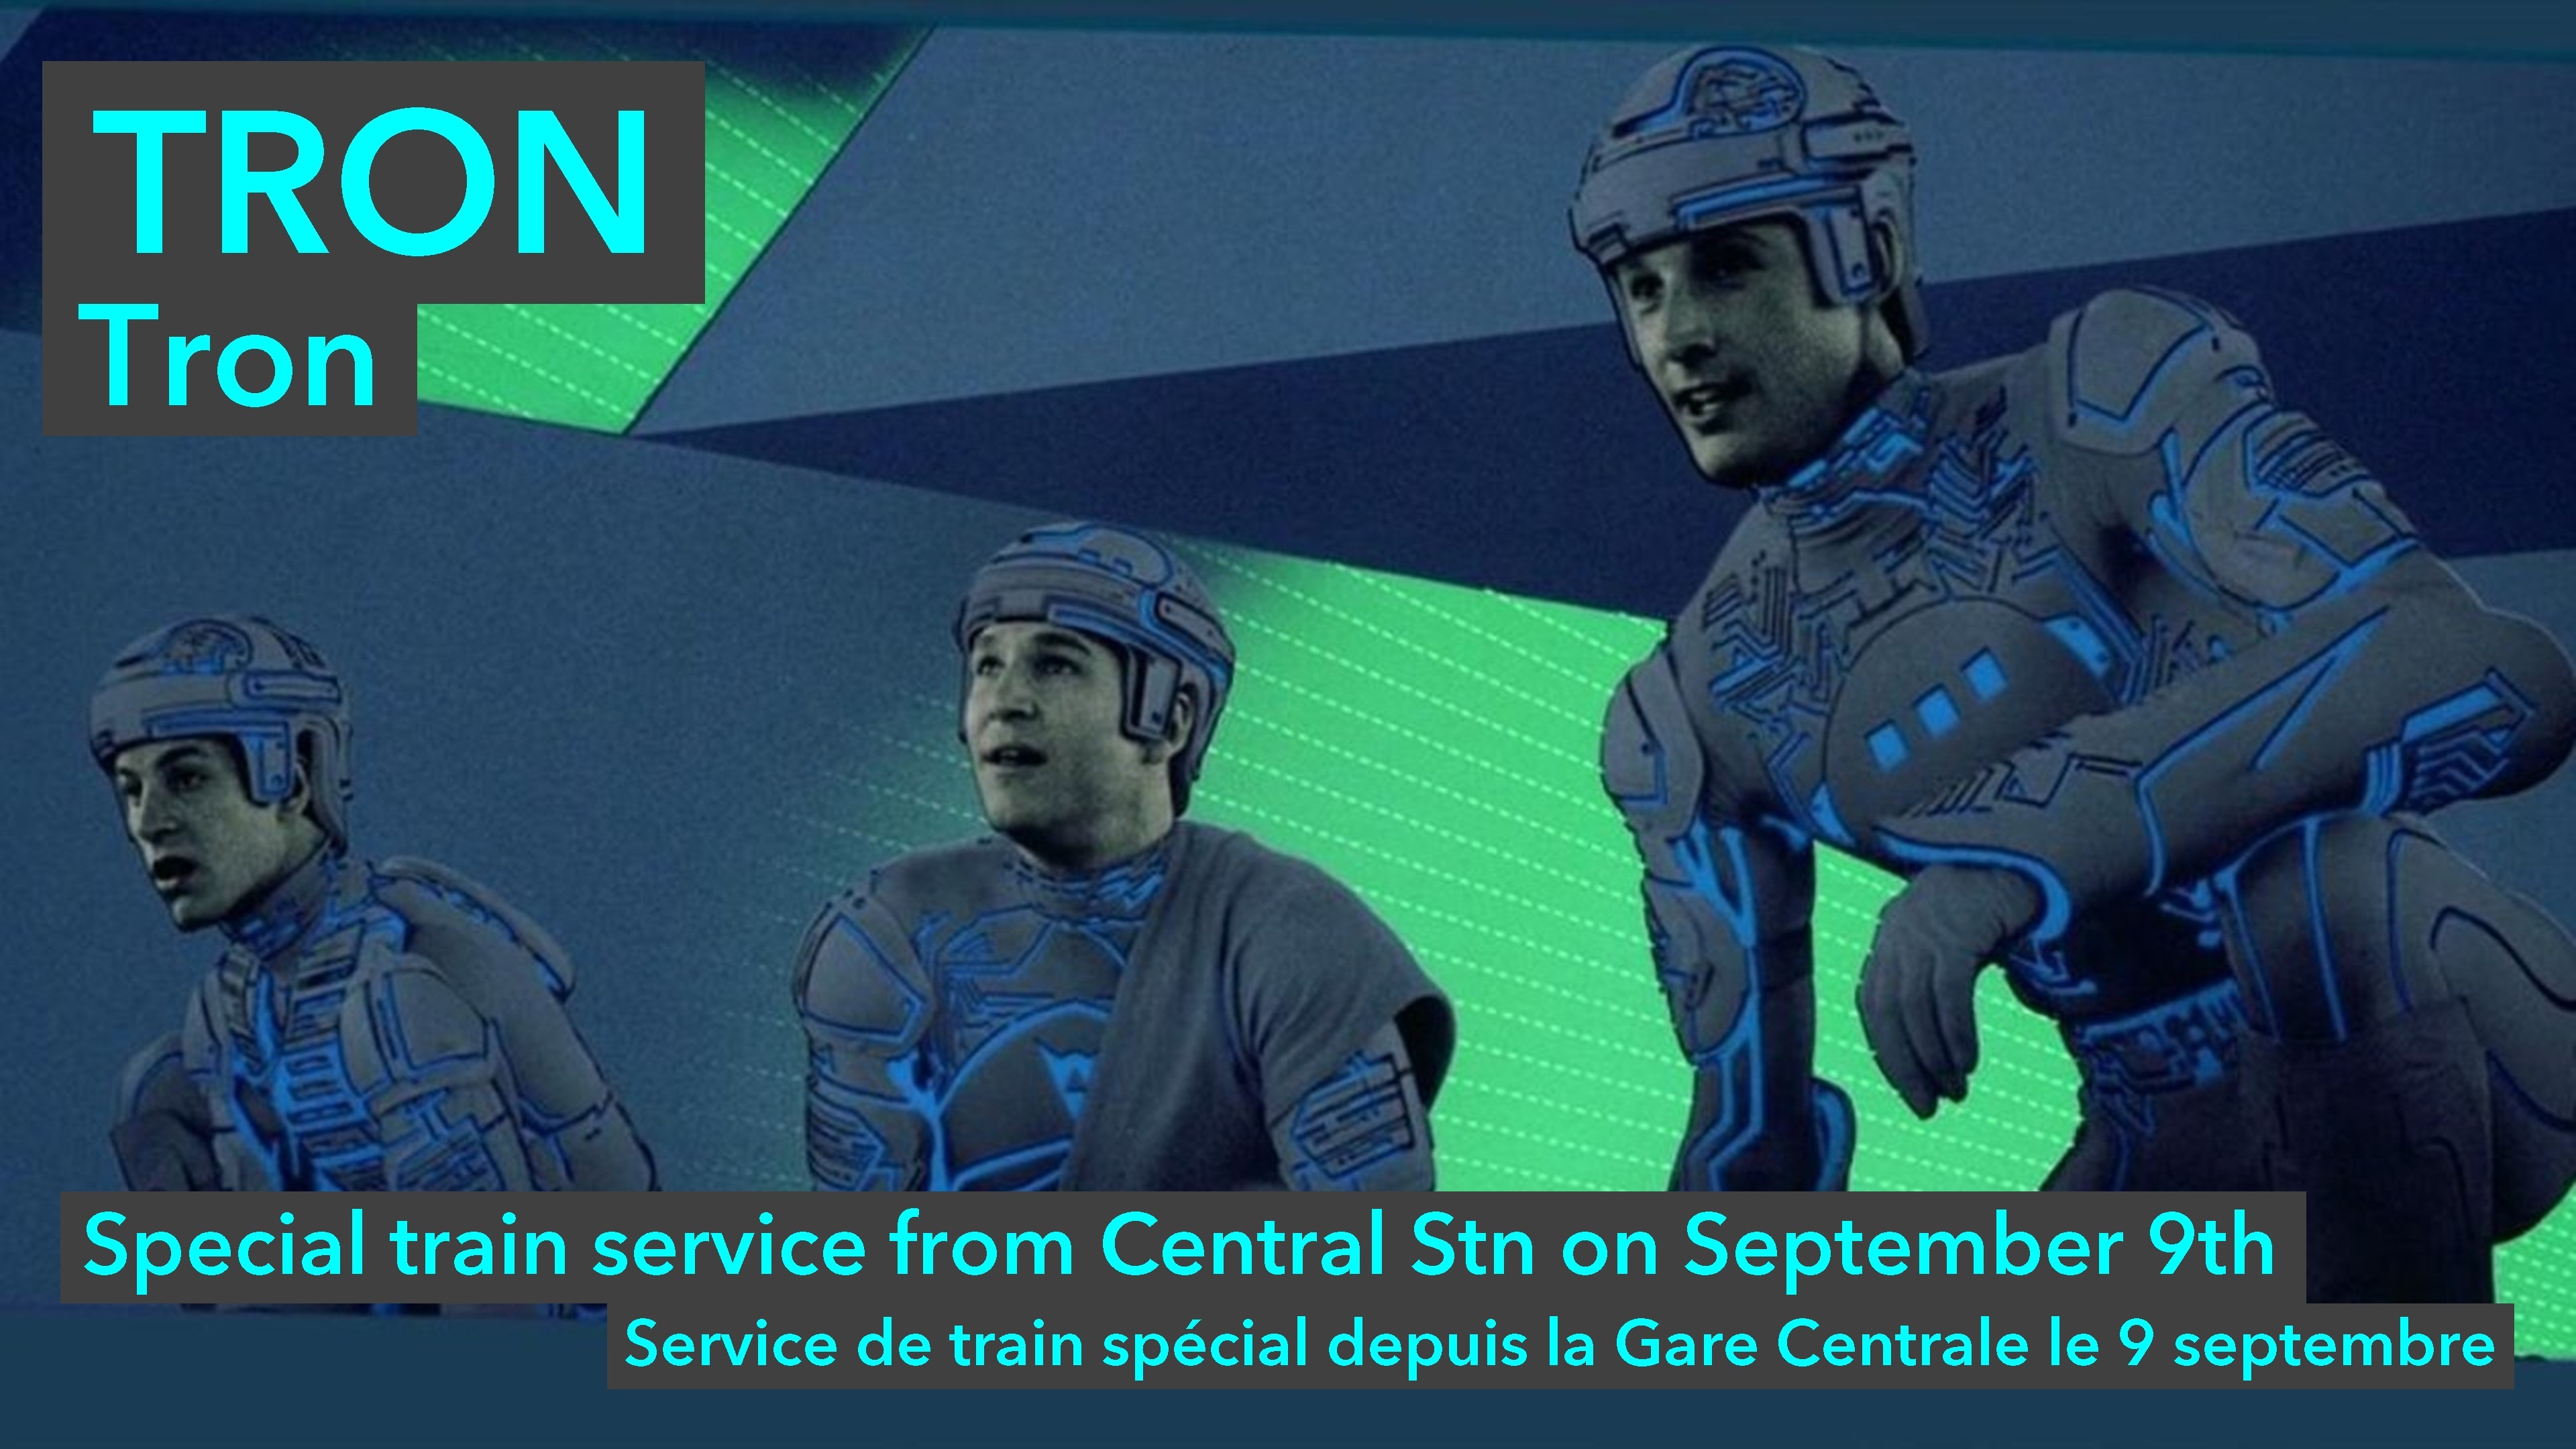 TRON
Tron
Special train service from Central Stn on September 9th
Service de train spécial depuis la Gare Centrale le 9 septembre